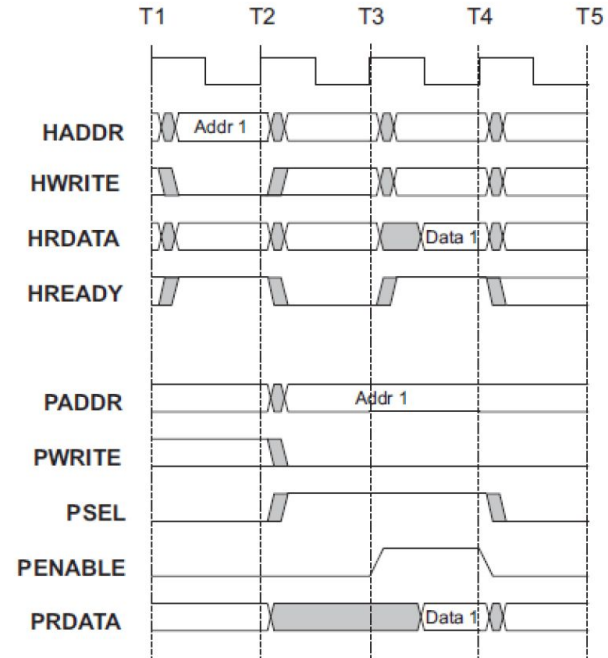 T1 T2 T3 T4 T5
HADDR Addr 1
HWRITE
HRDATA Data 1
HREADY
PADDR Addr 1
PWRITE
PSEL
PENABLE
PRDATA Data 1